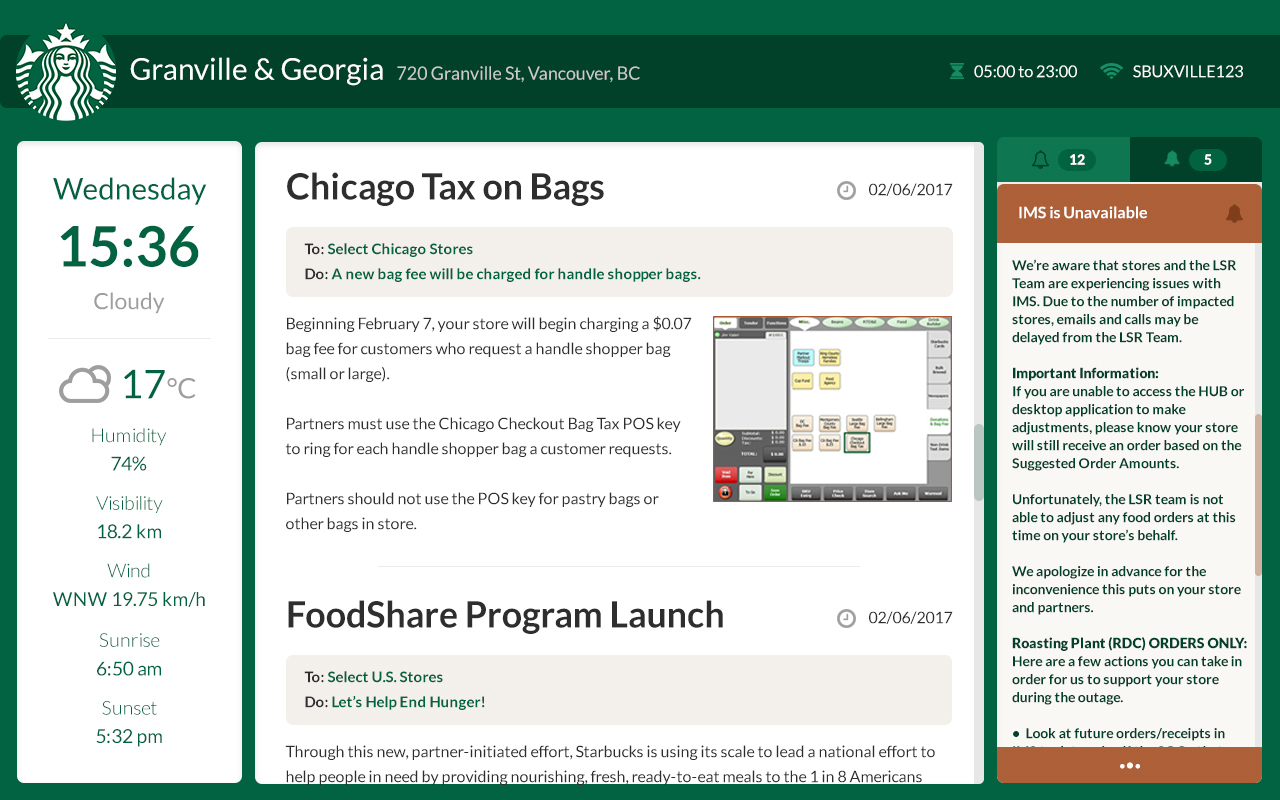 Granville & Georgia 720 Granville St, Vancouver, BC
05:00 to 23:00
SBUXVILLE123
Wednesday
15:36
Cloudy
17°C
Humidity
74%
Visibility
18.2 km
Wind
WNW 19.75 km/h
Sunrise
6:50 am
Sunset
5:32 pm
Chicago Tax on Bags
02/06/2017
To: Select Chicago Stores
Do: A new bag fee will be charged for handle shopper bags.
Beginning February 7, your store will begin charging a $0.07
bag fee for customers who request a handle shopper bag
(small or large).
Partners must use the Chicago Checkout Bag Tax POS key
to ring for each handle shopper bag a customer requests.
Partners should not use the POS key for pastry bags or
other bags in store.
Order
Tender
Functions
Misc.
Food
Quantity
TOTAL:
$ 0.00
Discount
FoodShare Program Launch
02/06/2017
To: Select U.S. Stores
Do: Let's Help End Hunger!
Through this new, partner-initiated effort, Starbucks is using its scale to lead a national effort to
help people in need by providing nourishing, fresh, ready-to-eat meals to the 1 in 8 Americans
12
5
IMS is Unavailable
We're aware that stores and the LSR
Team are experiencing issues with
IMS. Due to the number of impacted
stores, emails and calls may be
delayed from the LSR Team.
Important Information:
If you are unable to access the HUB or
desktop application to make
adjustments, please know your store
will still receive an order based on the
Suggested Order Amounts.
Unfortunately, the LSR team is not
able to adjust any food orders at this
time on your store's behalf.
We apologize in advance for the
inconvenience this puts on your store
and partners.
Roasting Plant (RDC) ORDERS ONLY:
Here are a few actions you can take in
order for us to support your store
during the outage.
• Look at future orders/receipts in